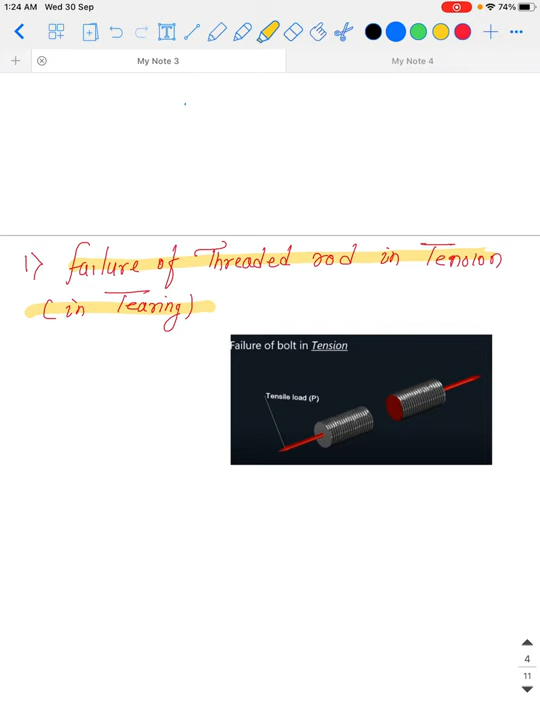 1:24 AM Wed 30 Sep
74%
My Note 3
My Note 4
1) failure of Threaded rod in Tension
(in Tearing)
Failure of bolt in Tension
Tensile load (P)
4
11